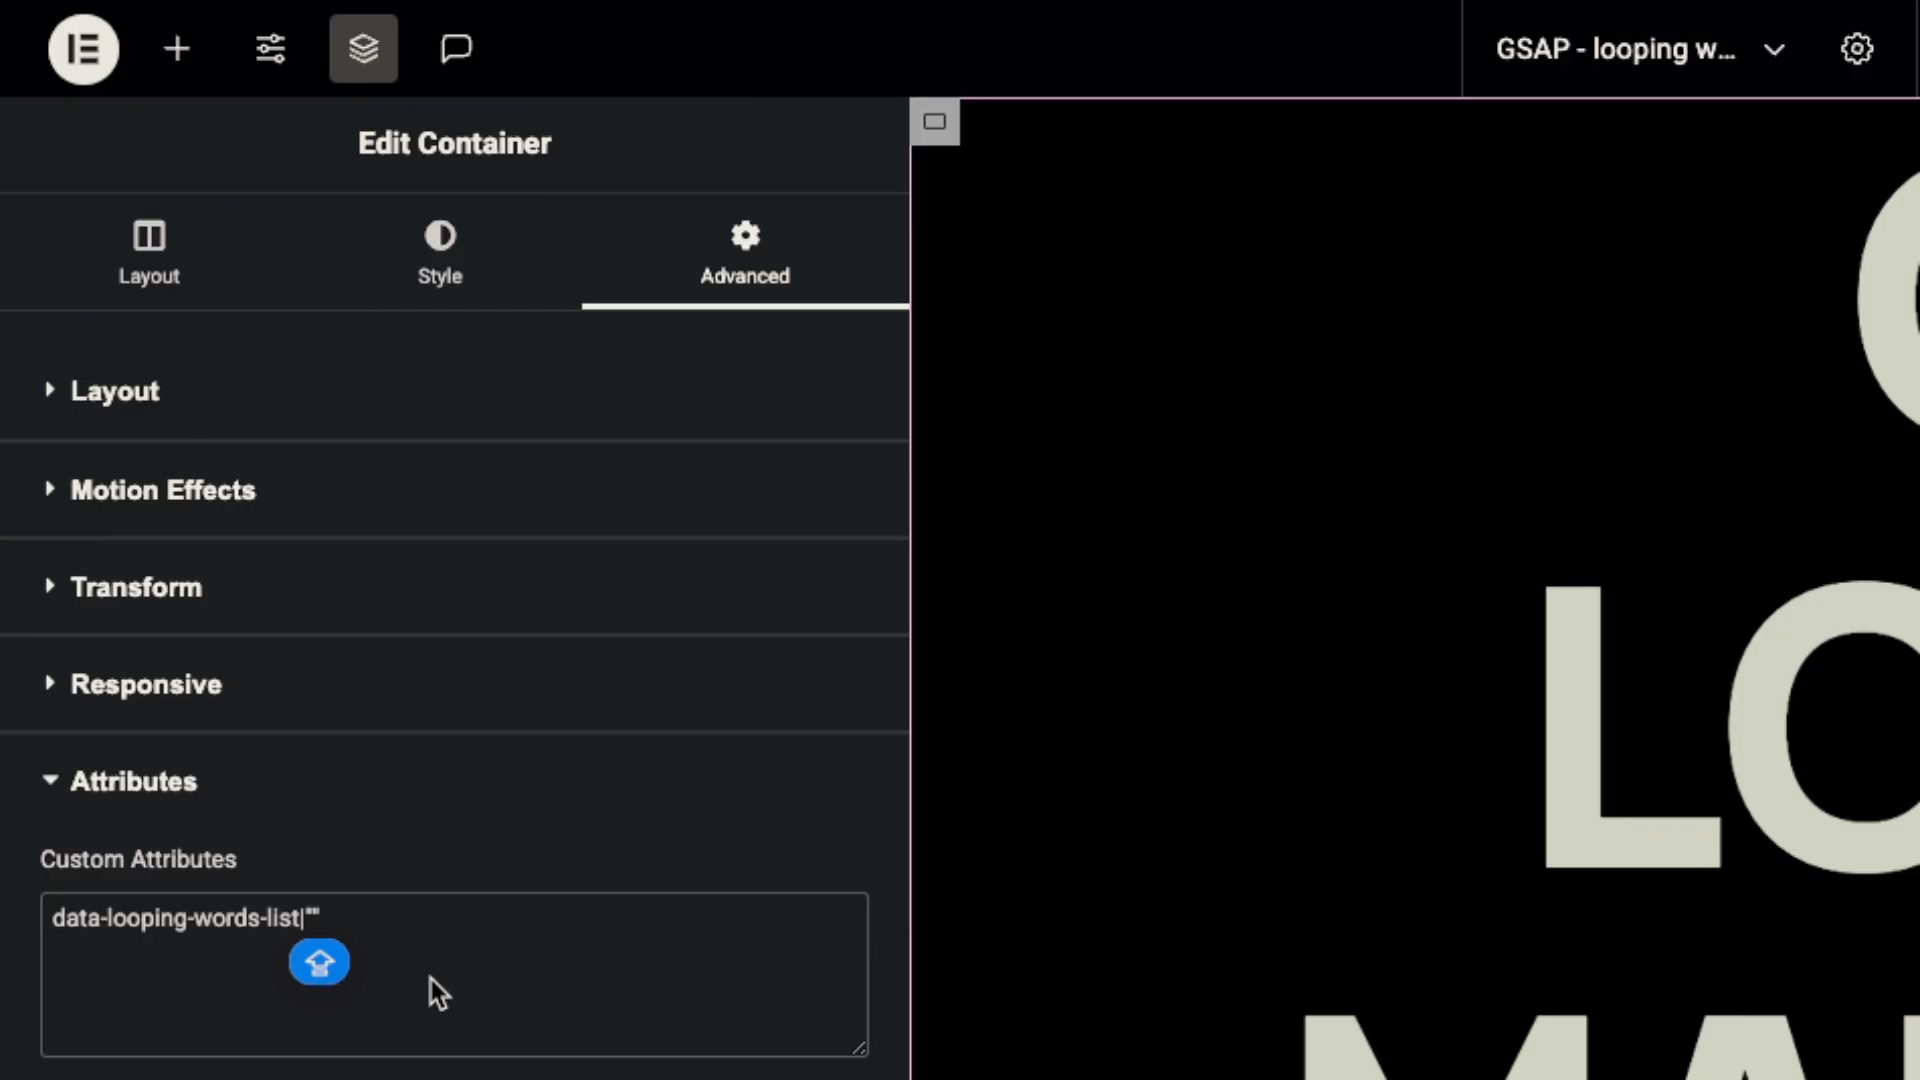 GSAP - looping w...
Edit Container
Layout
Style
Advanced
Layout
Motion Effects
Transform
Responsive
Attributes
Custom Attributes
data-looping-words-list|""
LO